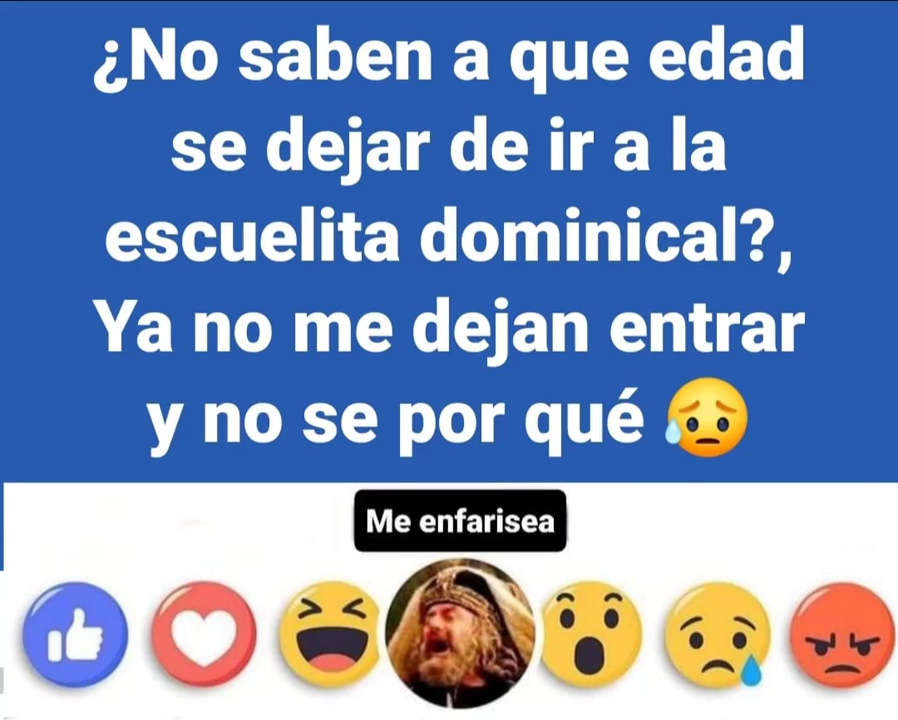 ¿No saben a que edad
se dejar de ir a la
escuelita dominical?,
Ya no me dejan entrar
y no se por qué 😥
Me enfarisea